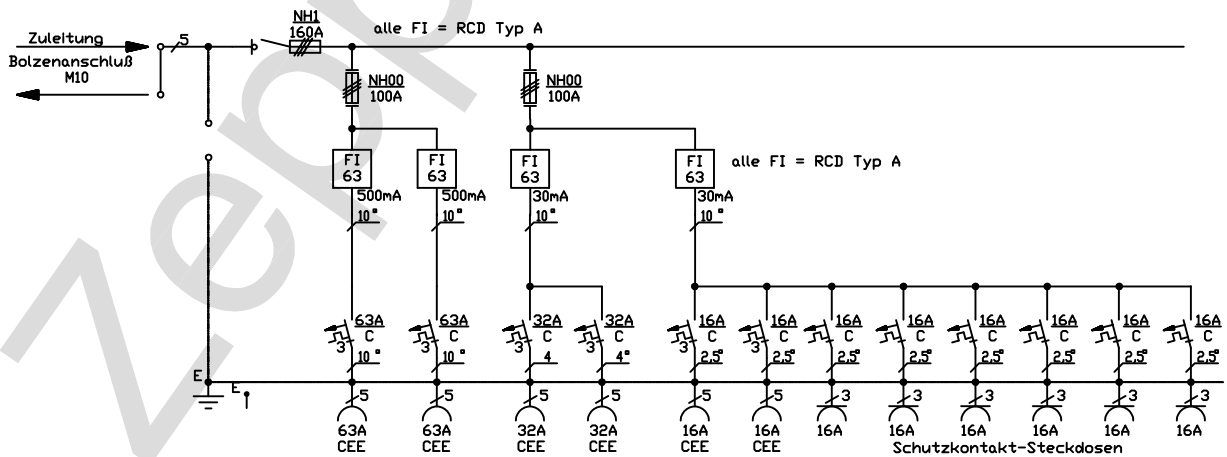 NH1
160A
alle FI = RCD Typ A
Zuleitung
Bolzenanschluß
M10
5
NH00
100A
NH00
100A
FI
63
FI
63
FI
63
FI
63
alle FI = RCD Typ A
500mA
500mA
30mA
30mA
10²
10²
10²
10²
63A
C
3
63A
C
3
32A
C
3
32A
C
3
16A
C
3
16A
C
16A
C
16A
C
16A
C
16A
C
16A
C
16A
C
10²
10²
4
4²
2,5²
2,5²
2,5²
2,5²
2,5²
2,5²
2,5²
2,5²
E
E
5
5
5
5
5
5
3
3
3
3
3
3
63A
CEE
63A
CEE
32A
CEE
32A
CEE
16A
CEE
16A
CEE
16A
16A
16A
16A
16A
16A
Schutzkontakt-Steckdosen
Zepp